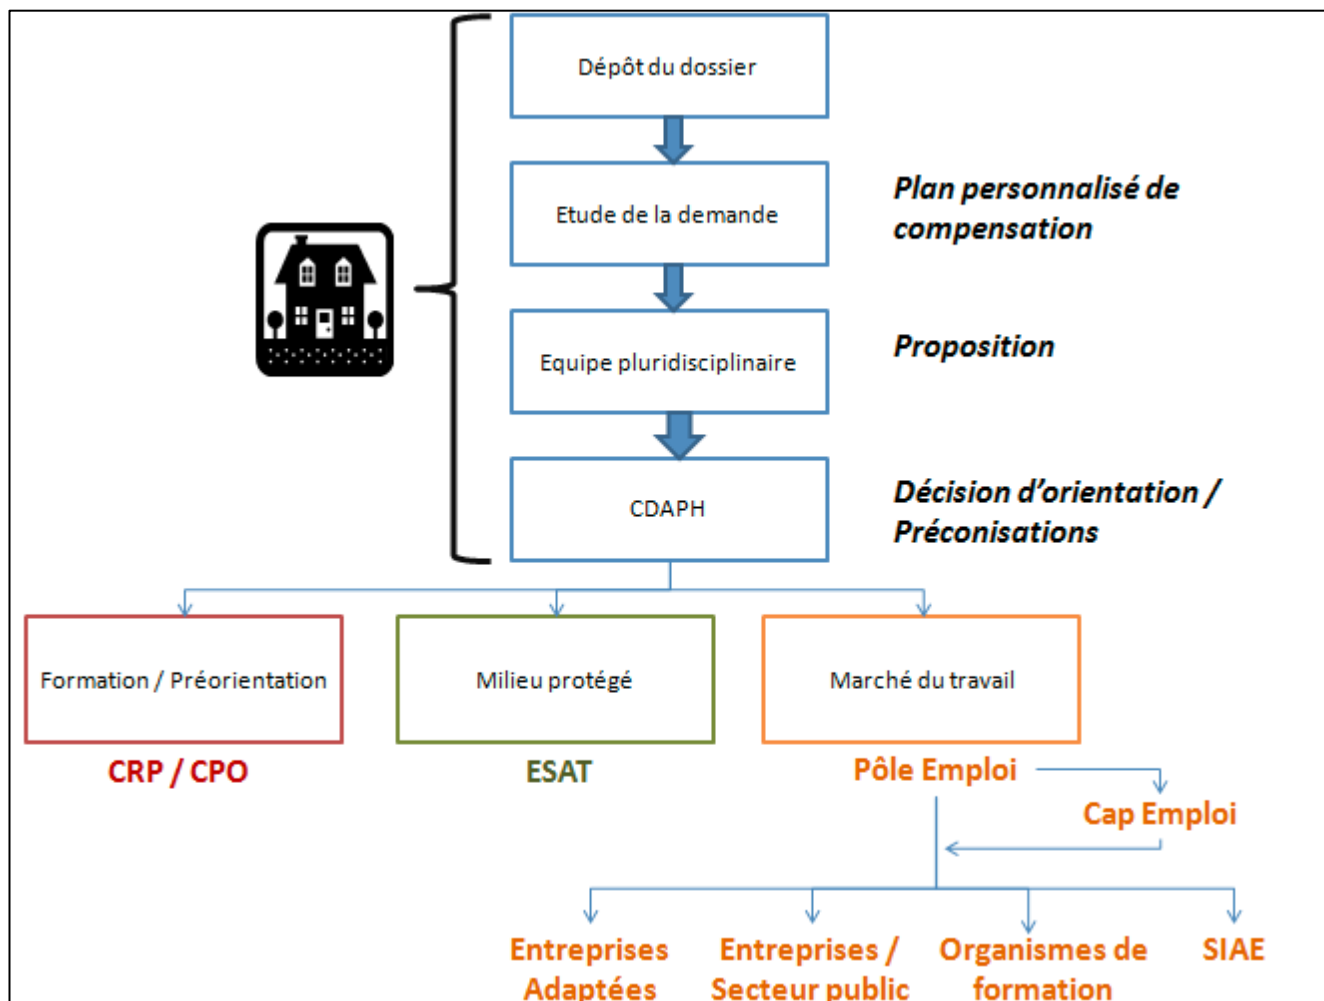 Dépôt du dossier
Etude de la demande
Plan personnalisé de
compensation
Equipe pluridisciplinaire
Proposition
CDAPH
Décision d'orientation /
Préconisations
Formation / Préorientation
Milieu protégé
Marché du travail
CRP / CPO
ESAT
Pôle Emploi
Cap Emploi
Entreprises
Adaptées
Entreprises /
Secteur public
Organismes de
formation
SIAE